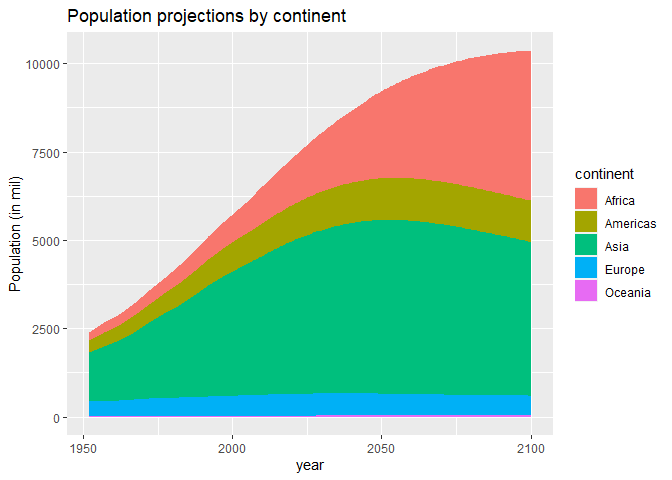 Population projections by continent
Population (in mil)
10000
7500
5000
2500
0
1950
2000
2050
2100
year
continent
Africa
Americas
Asia
Europe
Oceania